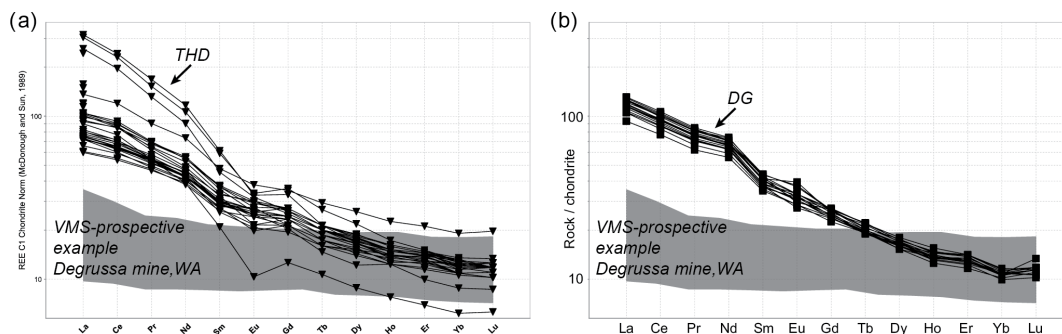 (a)
REE C1 Chondrite Norm (McDonough and Sun, 1989)
100
10
THD
VMS-prospective
example
Degrussa mine,WA
La Ce Pr Nd Sm Eu Gd Tb Dy Ho Er Yb Lu
(b)
Rock / chondrite
100
10
DG
VMS-prospective
example
Degrussa mine,WA
La Ce Pr Nd Sm Eu Gd Tb Dy Ho Er Yb Lu